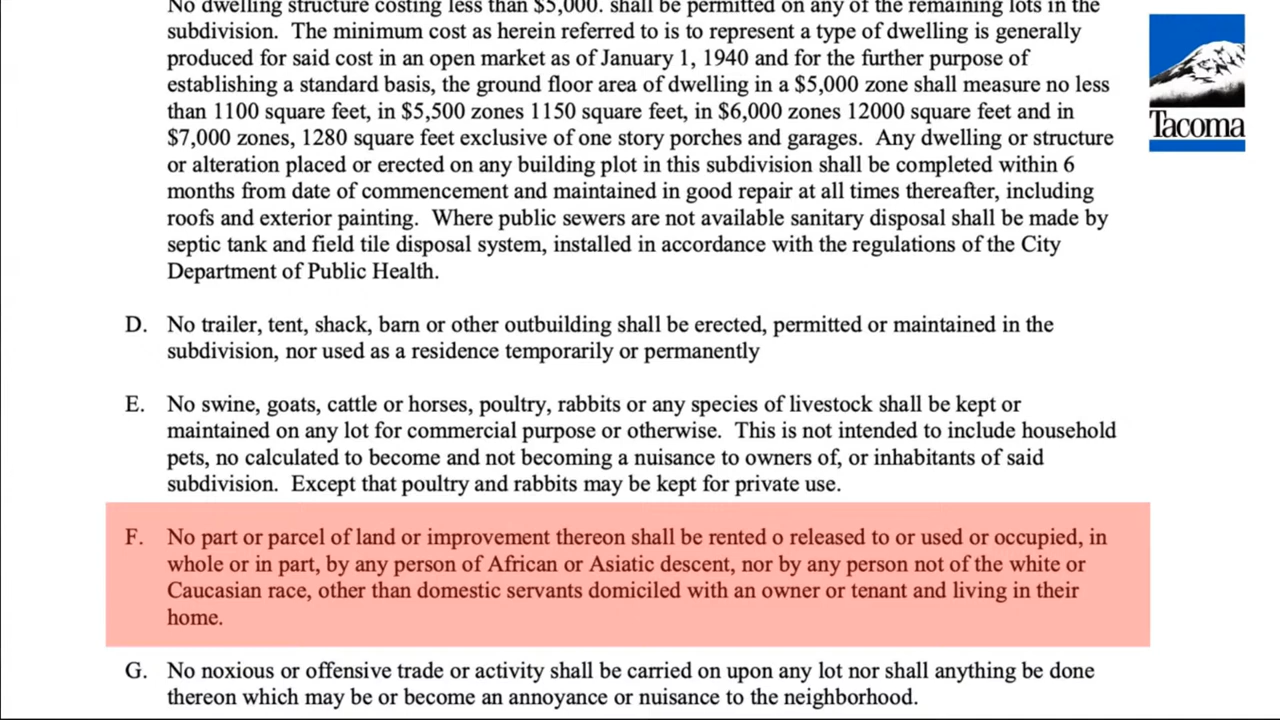 No dwelling structure costing less than $5,000. shall be permitted on any of the remaining lots in the
subdivision. The minimum cost as herein referred to is to represent a type of dwelling is generally
produced for said cost in an open market as of January 1, 1940 and for the further purpose of
establishing a standard basis, the ground floor area of dwelling in a $5,000 zone shall measure no less
than 1100 square feet, in $5,500 zones 1150 square feet, in $6,000 zones 12000 square feet and in
$7,000 zones, 1280 square feet exclusive of one story porches and garages. Any dwelling or structure
or alteration placed or erected on any building plot in this subdivision shall be completed within 6
months from date of commencement and maintained in good repair at all times thereafter, including
roofs and exterior painting. Where public sewers are not available sanitary disposal shall be made by
septic tank and field tile disposal system, installed in accordance with the regulations of the City
Department of Public Health.
D. No trailer, tent, shack, barn or other outbuilding shall be erected, permitted or maintained in the
subdivision, nor used as a residence temporarily or permanently
E. No swine, goats, cattle or horses, poultry, rabbits or any species of livestock shall be kept or
maintained on any lot for commercial purpose or otherwise. This is not intended to include household
pets, no calculated to become and not becoming a nuisance to owners of, or inhabitants of said
subdivision. Except that poultry and rabbits may be kept for private use.
F. No part or parcel of land or improvement thereon shall be rented o released to or used or occupied, in
whole or in part, by any person of African or Asiatic descent, nor by any person not of the white or
Caucasian race, other than domestic servants domiciled with an owner or tenant and living in their
home.
G. No noxious or offensive trade or activity shall be carried on upon any lot nor shall anything be done
thereon which may be or become an annoyance or nuisance to the neighborhood.
Tacoma